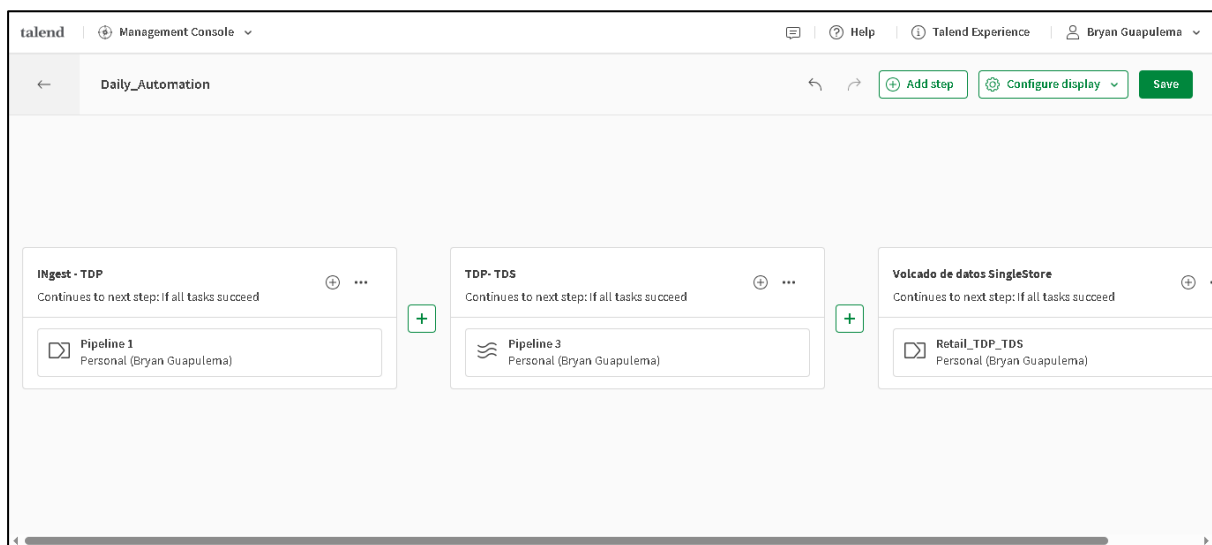 talend Management Console Help Talend Experience Bryan Guapulema
Daily_Automation Add step Configure display Save
INgest - TDP
Continues to next step: If all tasks succeed
Pipeline 1
Personal (Bryan Guapulema)
TDP- TDS
Continues to next step: If all tasks succeed
Pipeline 3
Personal (Bryan Guapulema)
Volcado de datos SingleStore
Continues to next step: If all tasks succeed
Retail_TDP_TDS
Personal (Bryan Guapulema)